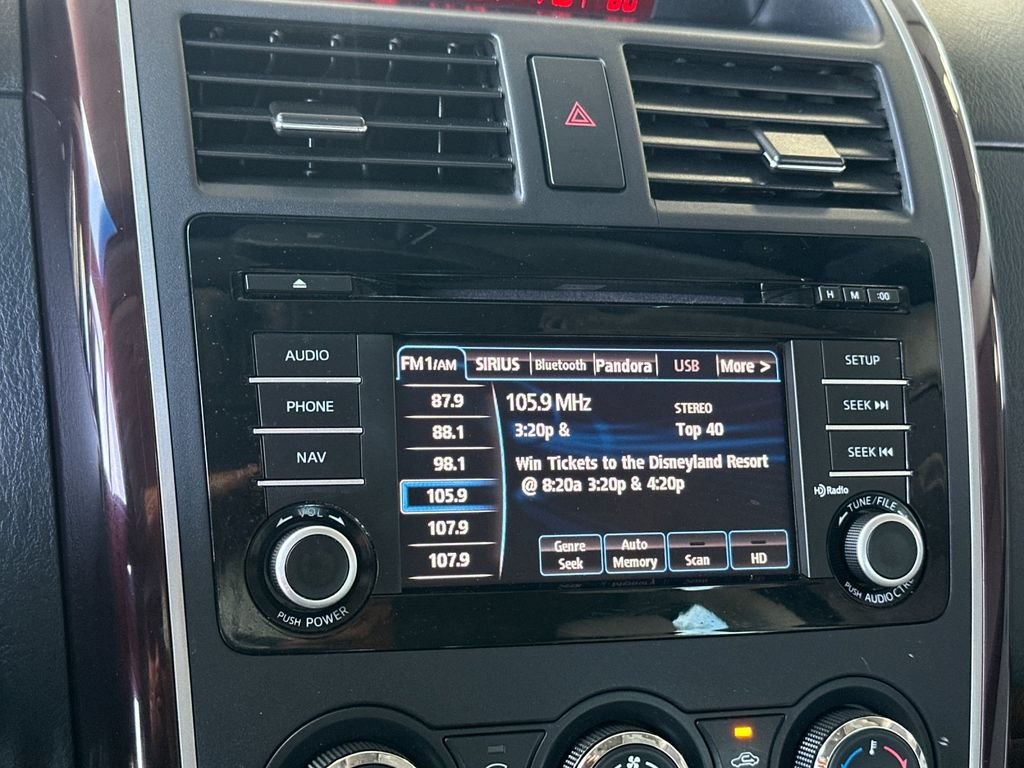 H M :00
AUDIO
PHONE
NAV
VOL
PUSH POWER
FM1/AM SIRIUS Bluetooth Pandora USB More >
87.9
88.1
98.1
105.9
107.9
107.9
105.9 MHz STEREO
3:20p & Top 40
Win Tickets to the Disneyland Resort
@ 8:20a 3:20p & 4:20p
Genre Seek
Auto Memory
Scan
HD
SETUP
SEEK
SEEK
HD Radio
TUNE/FILE
PUSH AUDIO CTRL